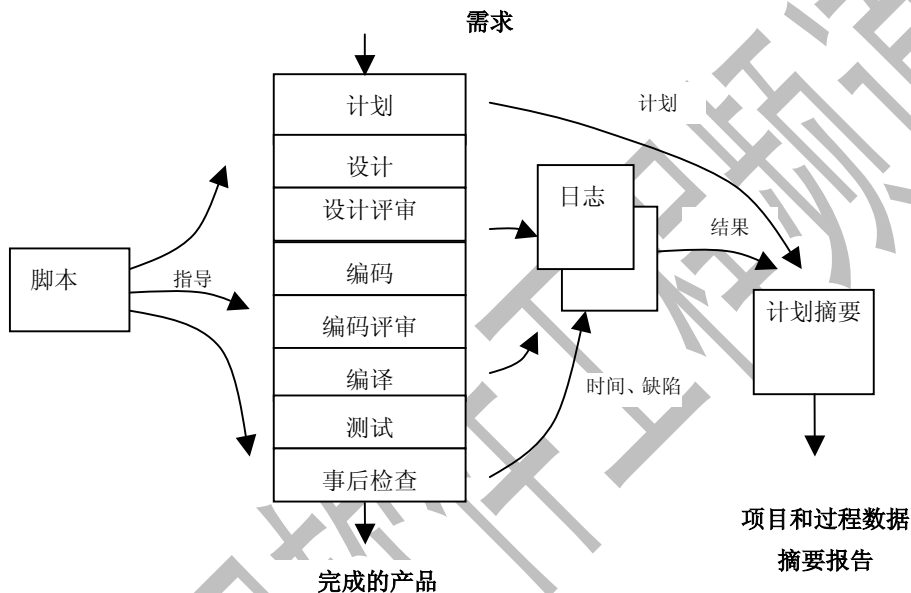 需求
计划
计划
设计
设计评审
日志
结果
脚本
指导
编码
编码评审
计划摘要
编译
时间、缺陷
测试
事后检查
项目和过程数据
摘要报告
完成的产品